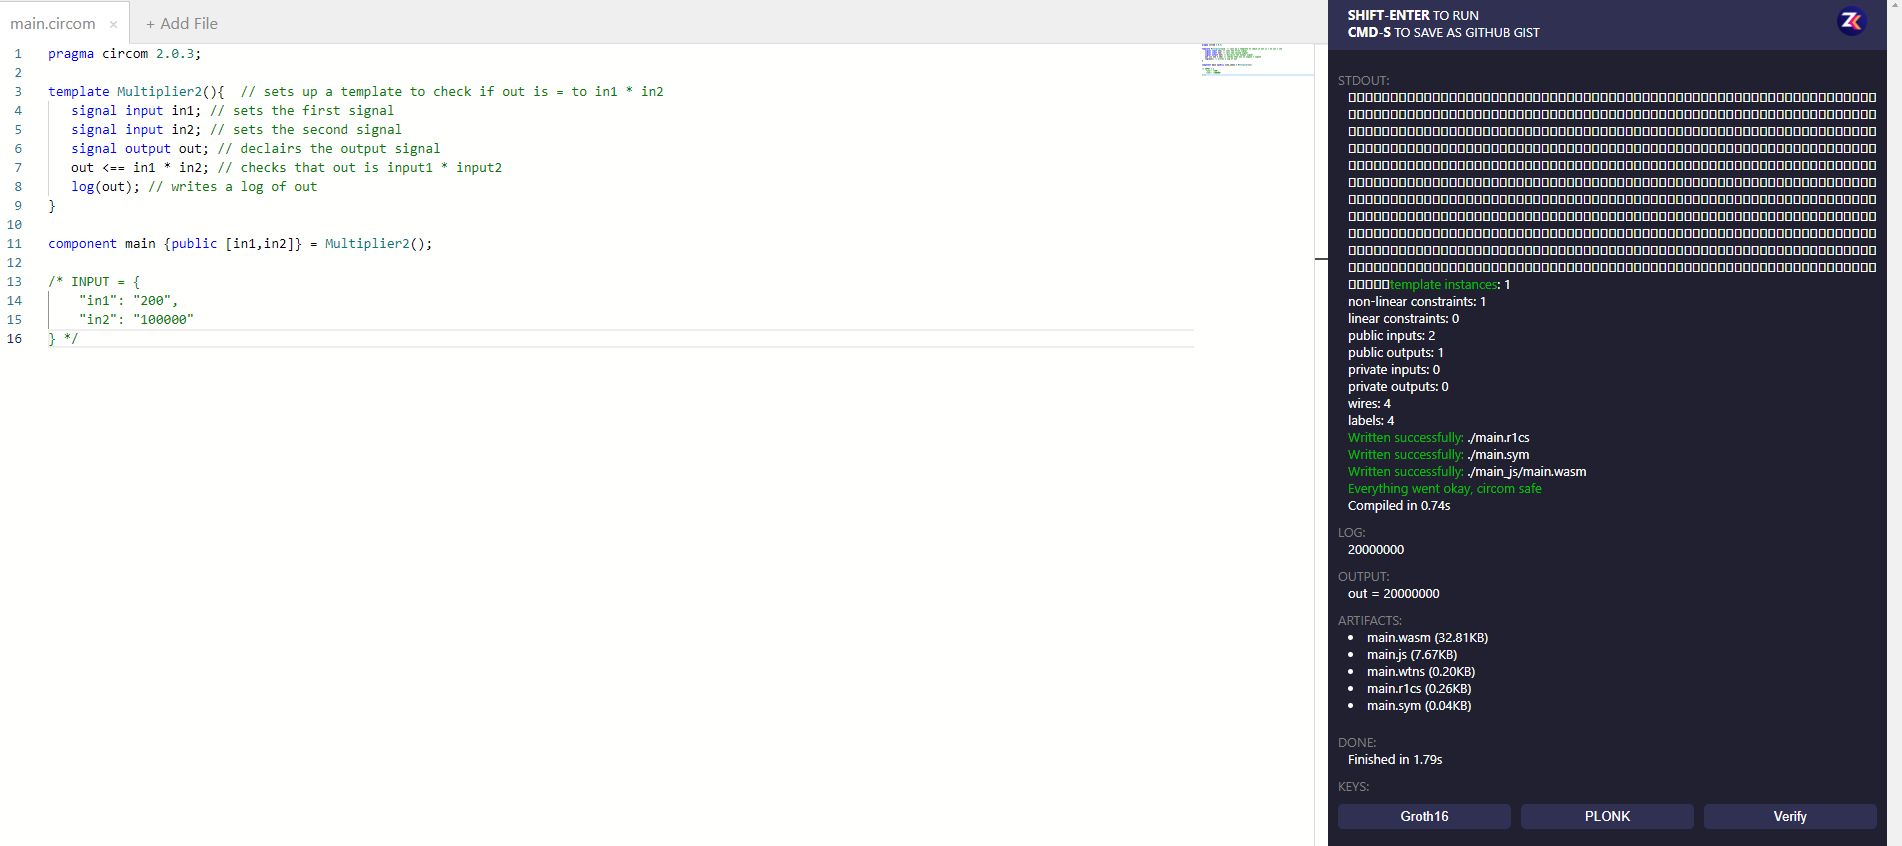 main.circom × + Add File
1 pragma circom 2.0.3;
2
3 template Multiplier2(){  // sets up a template to check if out is = to in1 * in2
4    signal input in1; // sets the first signal
5    signal input in2; // sets the second signal
6    signal output out; // declairs the output signal
7    out <== in1 * in2; // checks that out is input1 * input2
8    log(out); // writes a log of out
9 }
10
11 component main {public [in1,in2]} = Multiplier2();
12
13 /* INPUT = {
14     "in1": "200",
15     "in2": "100000"
16 } */
SHIFT-ENTER TO RUN
CMD-S TO SAVE AS GITHUB GIST
ZK
STDOUT:
template instances: 1
non-linear constraints: 1
linear constraints: 0
public inputs: 2
public outputs: 1
private inputs: 0
private outputs: 0
wires: 4
labels: 4
Written successfully: ./main.r1cs
Written successfully: ./main.sym
Written successfully: ./main_js/main.wasm
Everything went okay, circom safe
Compiled in 0.74s
LOG:
20000000
OUTPUT:
out = 20000000
ARTIFACTS:
• main.wasm (32.81KB)
• main.js (7.67KB)
• main.wtns (0.20KB)
• main.r1cs (0.26KB)
• main.sym (0.04KB)
DONE:
Finished in 1.79s
KEYS:
Groth16 PLONK Verify